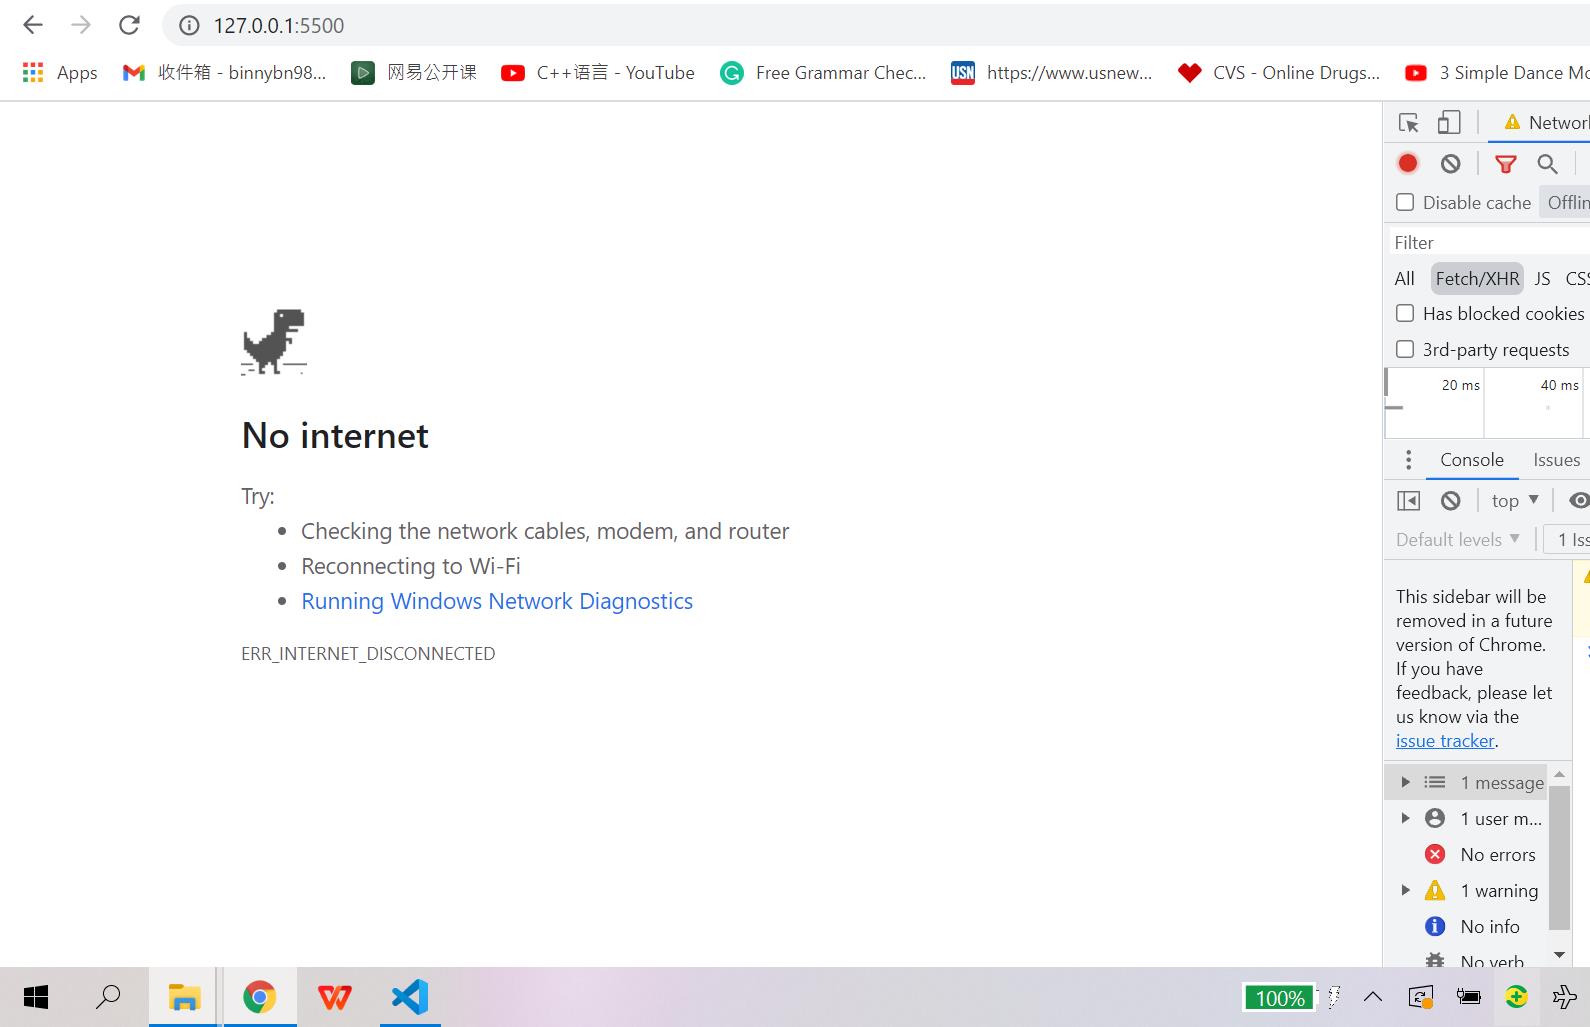 127.0.0.1:5500
Apps
收件箱 - binnybn98...
网易公开课
C++语言 - YouTube
Free Grammar Chec...
USN
https://www.usnew...
CVS - Online Drugs...
3 Simple Dance Mo
Network
Disable cache
Offlin
Filter
All Fetch/XHR JS CSS
Has blocked cookies
3rd-party requests
20 ms 40 ms
No internet
Try:
Checking the network cables, modem, and router
Reconnecting to Wi-Fi
Running Windows Network Diagnostics
ERR_INTERNET_DISCONNECTED
Console Issues
top
Default levels
1 Iss
This sidebar will be
removed in a future
version of Chrome.
If you have
feedback, please let
us know via the
issue tracker.
1 message
1 user m...
No errors
1 warning
No info
No verb
100%